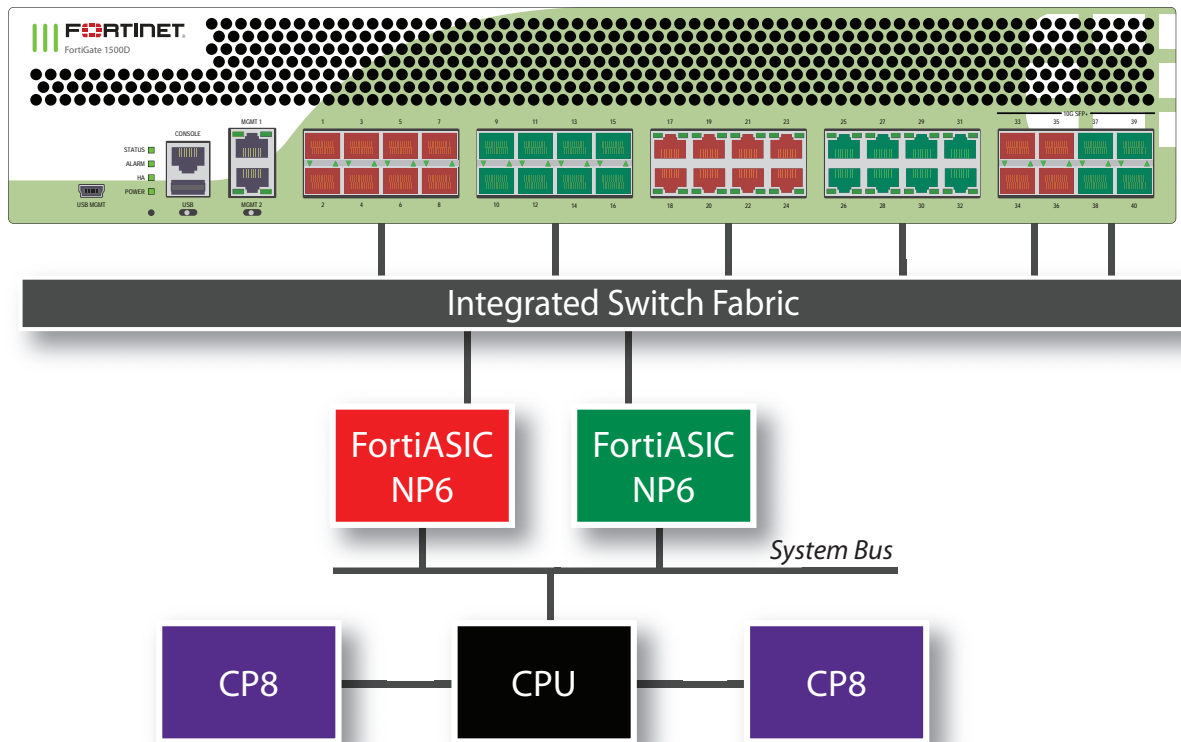 FORTINET
FortiGate 1500D
STATUS
ALARM
HA
POWER
USB MGMT
CONSOLE
USB
MGMT 1
MGMT 2
1 3 5 7
2 4 6 8
9 11 13 15
10 12 14 16
17 19 21 23
18 20 22 24
25 27 29 31
26 28 30 32
10G SFP+
33 35 37 39
34 36 38 40
Integrated Switch Fabric
FortiASIC
NP6
FortiASIC
NP6
System Bus
CP8
CPU
CP8